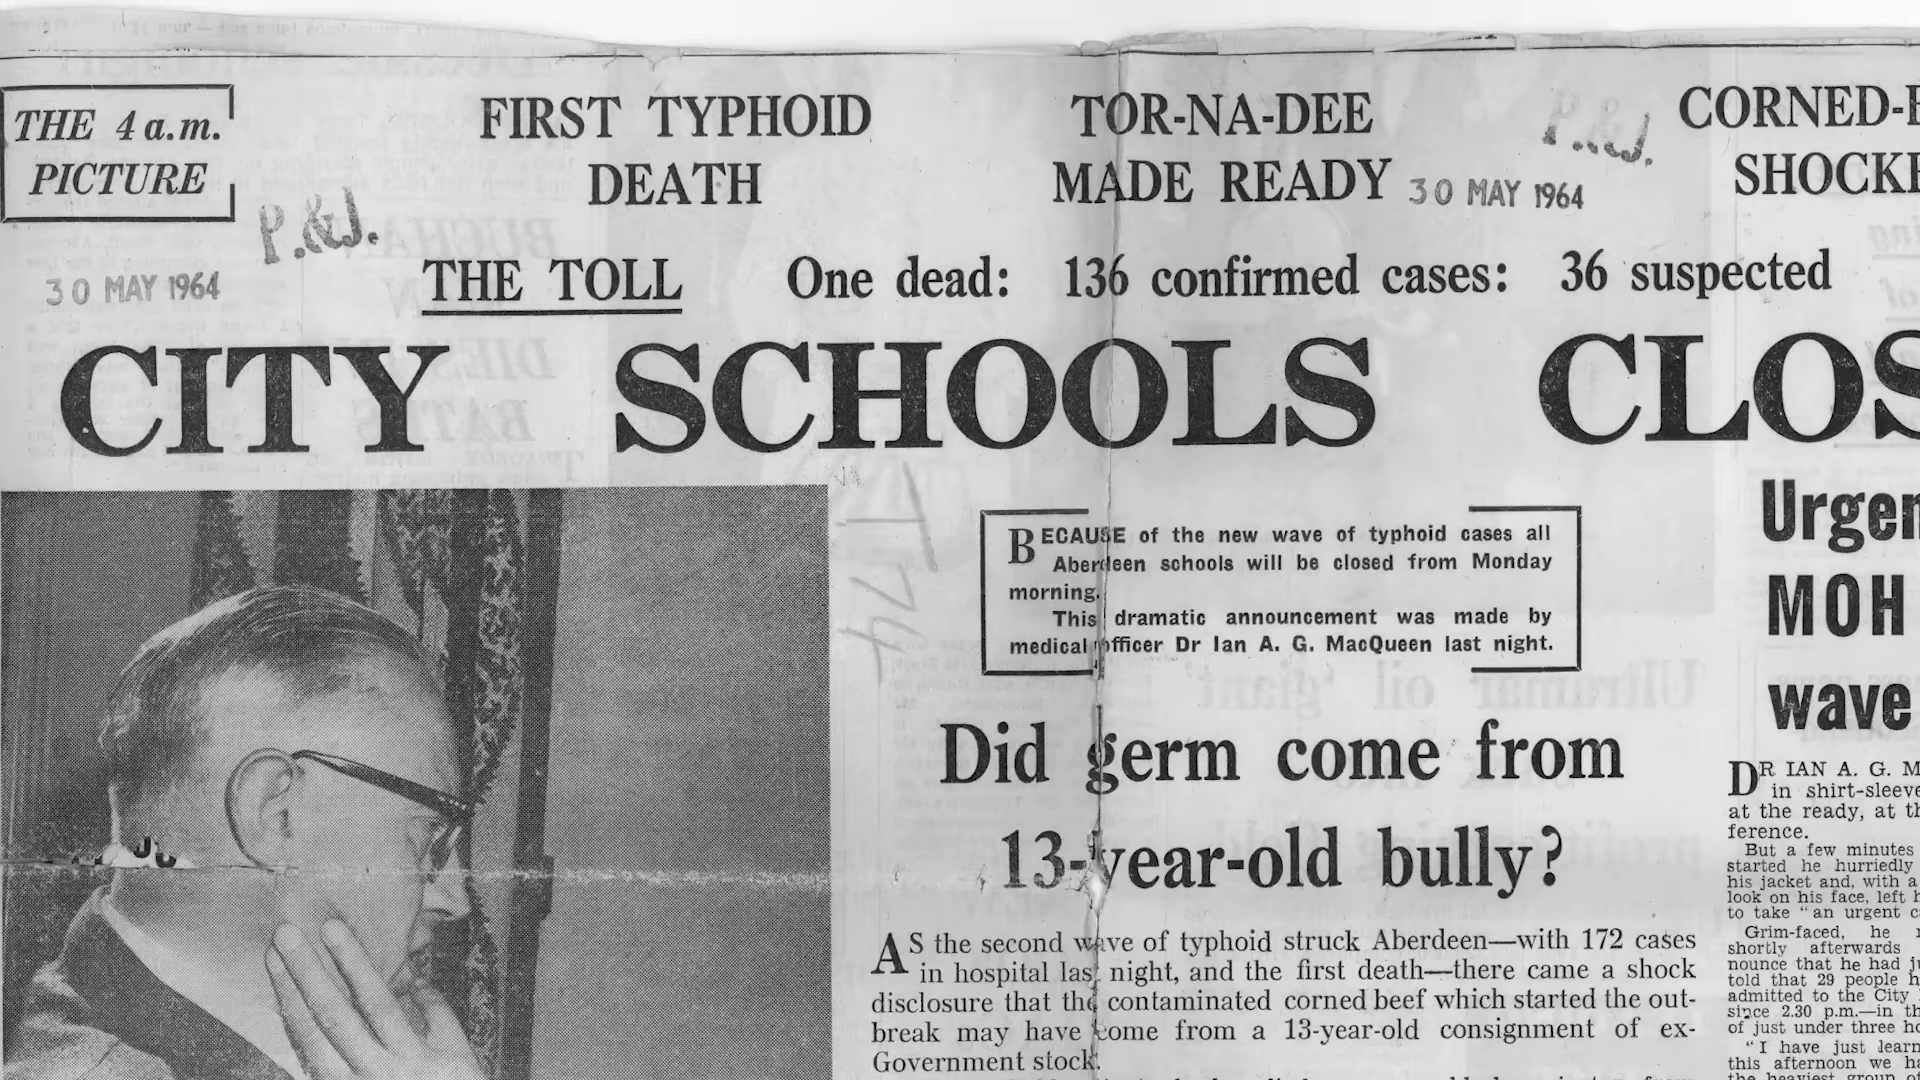 THE 4 a.m.
PICTURE
FIRST TYPHOID
DEATH
TOR-NA-DEE
MADE READY
P.&J.
30 MAY 1964
CORNED-
SHOCK
P.&J.
30 MAY 1964
THE TOLL One dead: 136 confirmed cases: 36 suspected
CITY SCHOOLS CLOS
BECAUSE of the new wave of typhoid cases all
Aberdeen schools will be closed from Monday
morning.
This dramatic announcement was made by
medical officer Dr Ian A. G. MacQueen last night.
Did germ come from
13-year-old bully?
AS the second wave of typhoid struck Aberdeen—with 172 cases
in hospital last night, and the first death—there came a shock
disclosure that the contaminated corned beef which started the out-
break may have come from a 13-year-old consignment of ex-
Government stock.
Urgen
MOH
wave
DR IAN A. G. M
in shirt-sleeve
at the ready, at th
ference.
But a few minutes
started he hurriedly
his jacket and, with a
look on his face, left h
to take "an urgent c
Grim-faced, he
shortly afterwards
nounce that he had ju
told that 29 people h
admitted to the City
since 2.30 p.m.—in th
of just under three ho
"I have just learn
this afternoon we ha
the heaviest group of